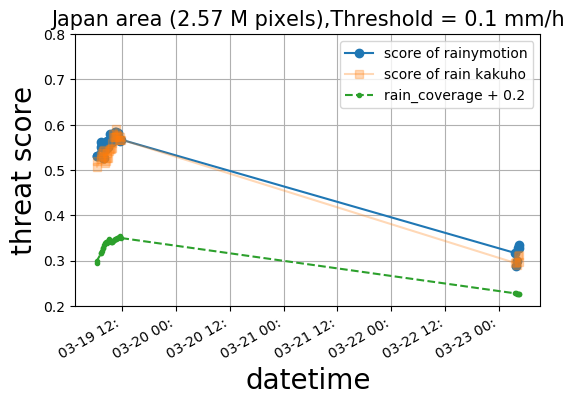 Japan area (2.57 M pixels),Threshold = 0.1 mm/h
score of rainymotion
score of rain kakuho
rain_coverage + 0.2
threat score
0.8
0.7
0.6
0.5
0.4
0.3
0.2
03-19 12:
03-20 00:
03-20 12:
03-21 00:
03-21 12:
03-22 00:
03-22 12:
03-23 00:
datetime